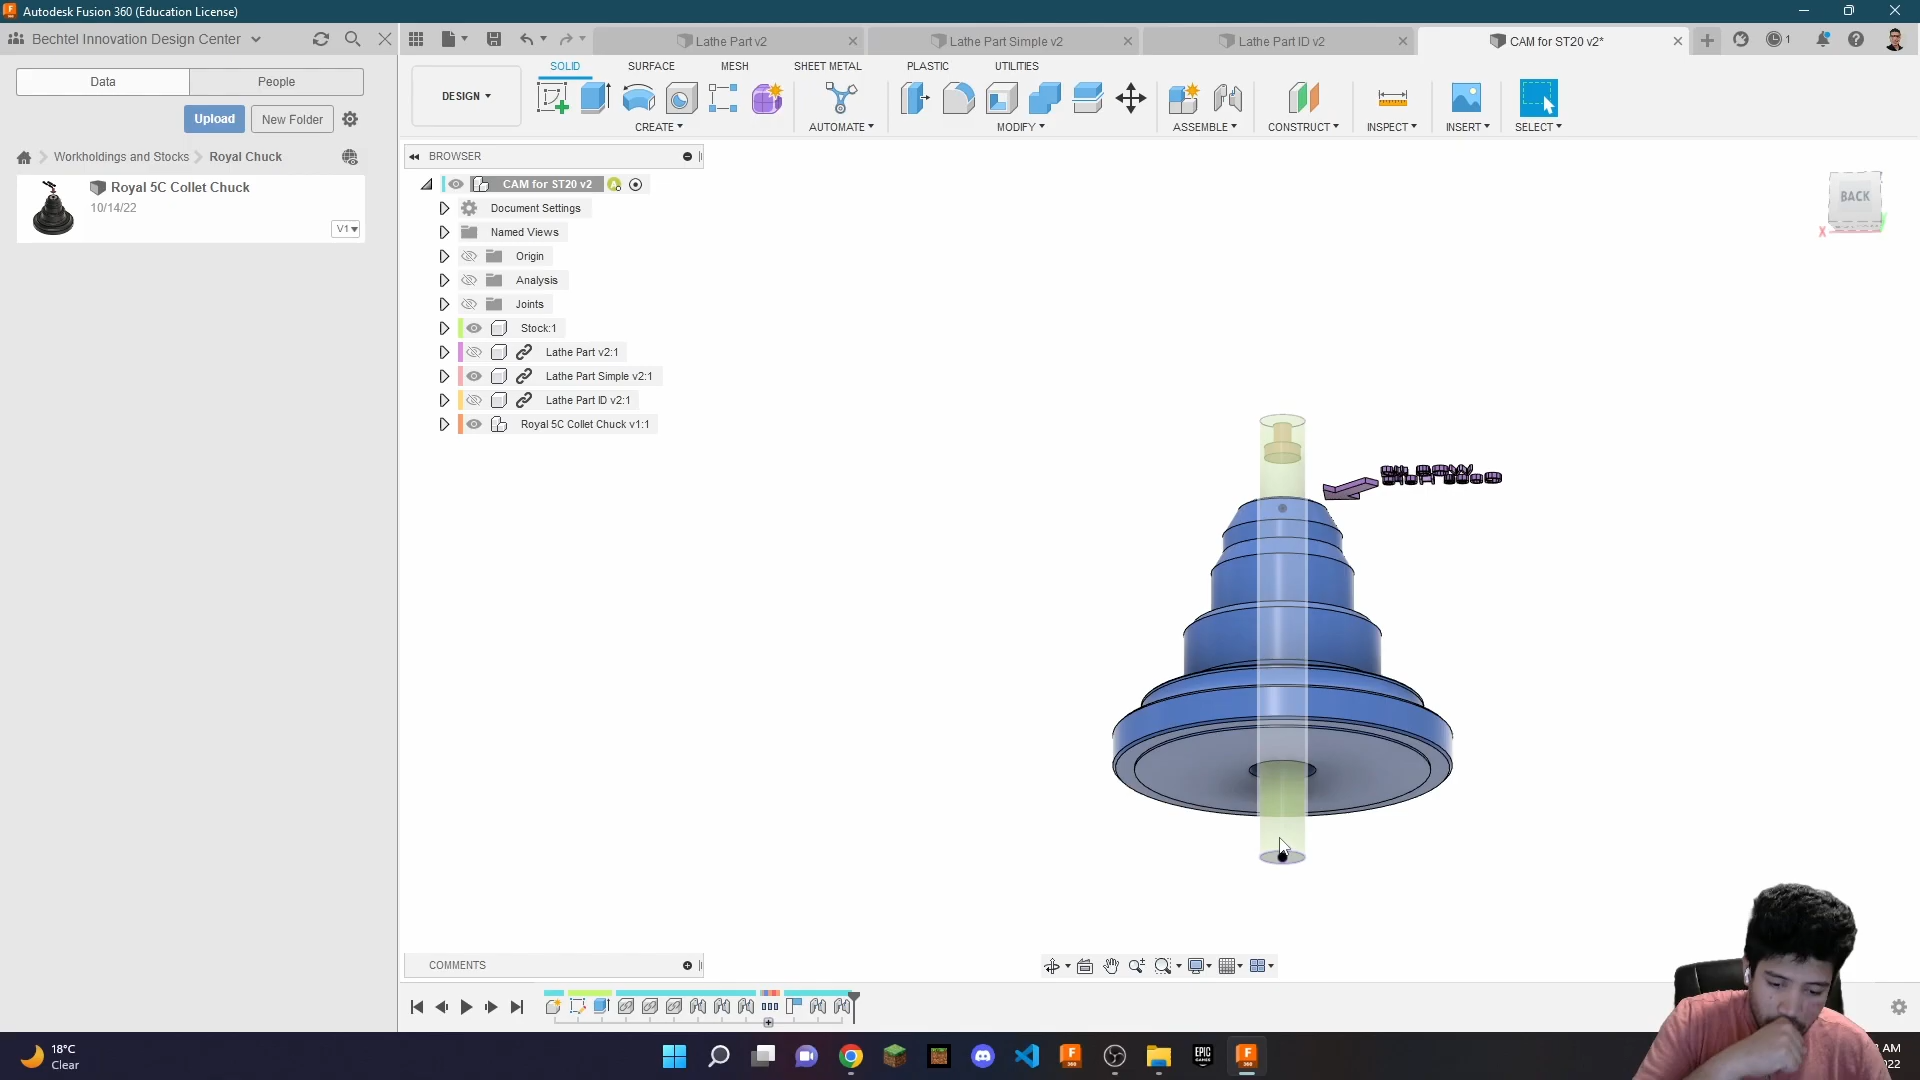 Autodesk Fusion 360 (Education License)
Bechtel Innovation Design Center
Lathe Part v2
Lathe Part Simple v2
Lathe Part ID v2
CAM for ST20 v2*
1
Data
People
SOLID
SURFACE
MESH
SHEET METAL
PLASTIC
UTILITIES
DESIGN
Upload
New Folder
CREATE
AUTOMATE
MODIFY
ASSEMBLE
CONSTRUCT
INSPECT
INSERT
SELECT
Workholdings and Stocks
Royal Chuck
Royal 5C Collet Chuck
10/14/22
V1
BROWSER
CAM for ST20 v2
Document Settings
Named Views
Origin
Analysis
Joints
Stock:1
Lathe Part v2:1
Lathe Part Simple v2:1
Lathe Part ID v2:1
Royal 5C Collet Chuck v1:1
BACK
X
COMMENTS
18°C
Clear
EPIC
GAMES
AM
022